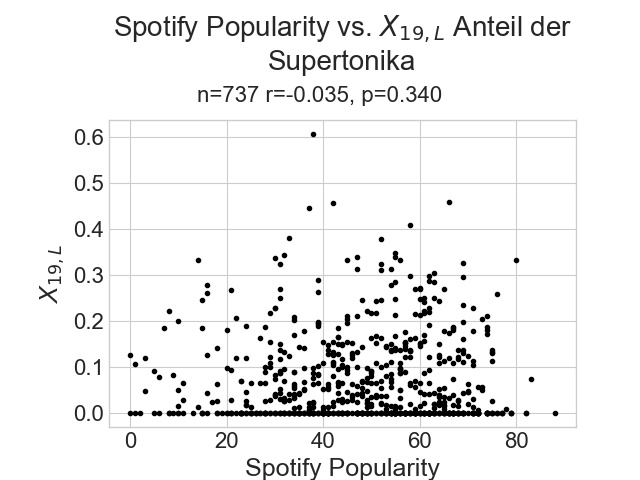 Spotify Popularity vs. X19, L Anteil der
Supertonika
n=737 r=-0.035, p=0.340
0.6
0.5
0.4
0.3
0.2
0.1
0.0
X19, L
0 20 40 60 80
Spotify Popularity